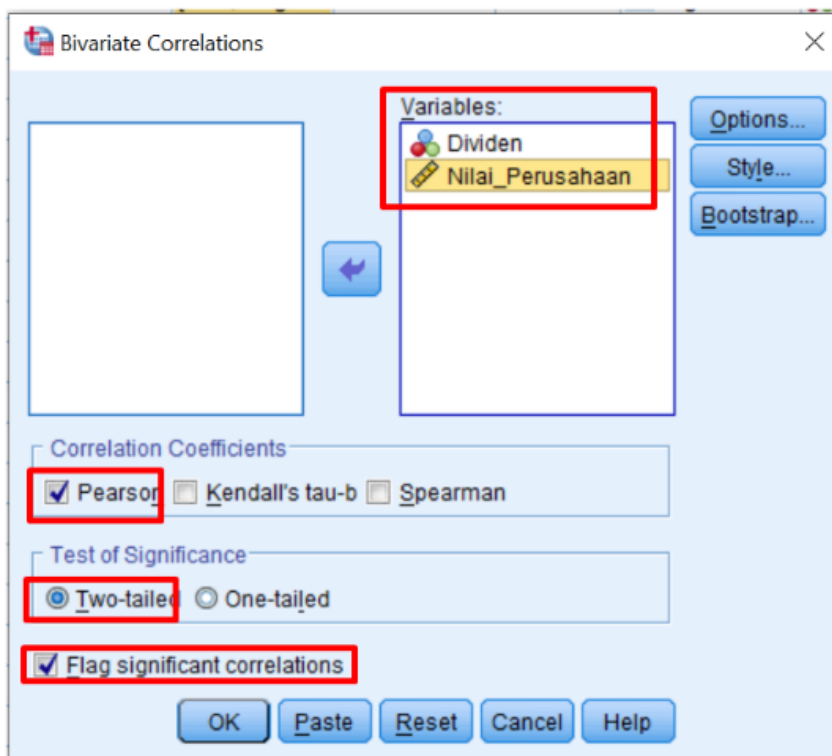 Bivariate Correlations
Variables:
Dividen
Nilai_Perusahaan
Options...
Style...
Bootstrap...
Correlation Coefficients
Pearson Kendall's tau-b Spearman
Test of Significance
Two-tailed One-tailed
Flag significant correlations
OK Paste Reset Cancel Help